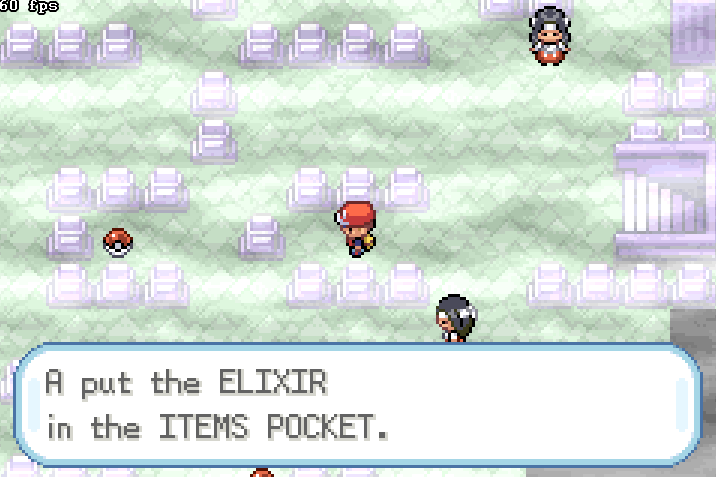 60 fps
A put the ELIXIR
in the ITEMS POCKET.